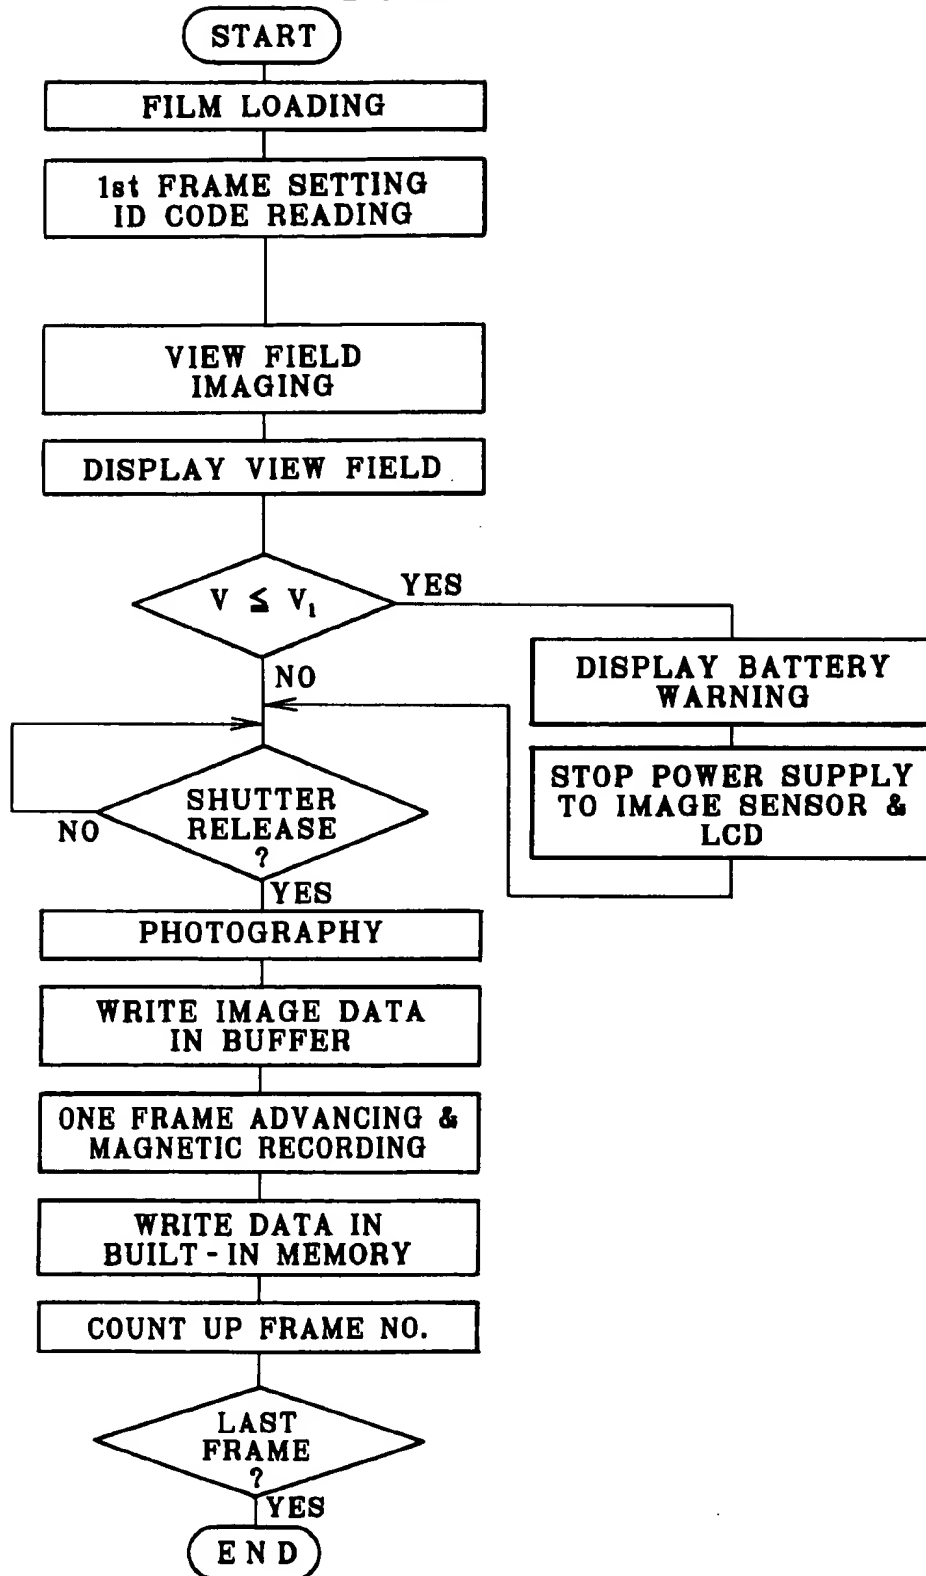 START
FILM LOADING
1st FRAME SETTING
ID CODE READING
VIEW FIELD
IMAGING
DISPLAY VIEW FIELD
V ≦ V₁
YES
NO
DISPLAY BATTERY
WARNING
STOP POWER SUPPLY
TO IMAGE SENSOR &
LCD
SHUTTER
RELEASE
?
NO
YES
PHOTOGRAPHY
WRITE IMAGE DATA
IN BUFFER
ONE FRAME ADVANCING &
MAGNETIC RECORDING
WRITE DATA IN
BUILT-IN MEMORY
COUNT UP FRAME NO.
LAST
FRAME
?
YES
END